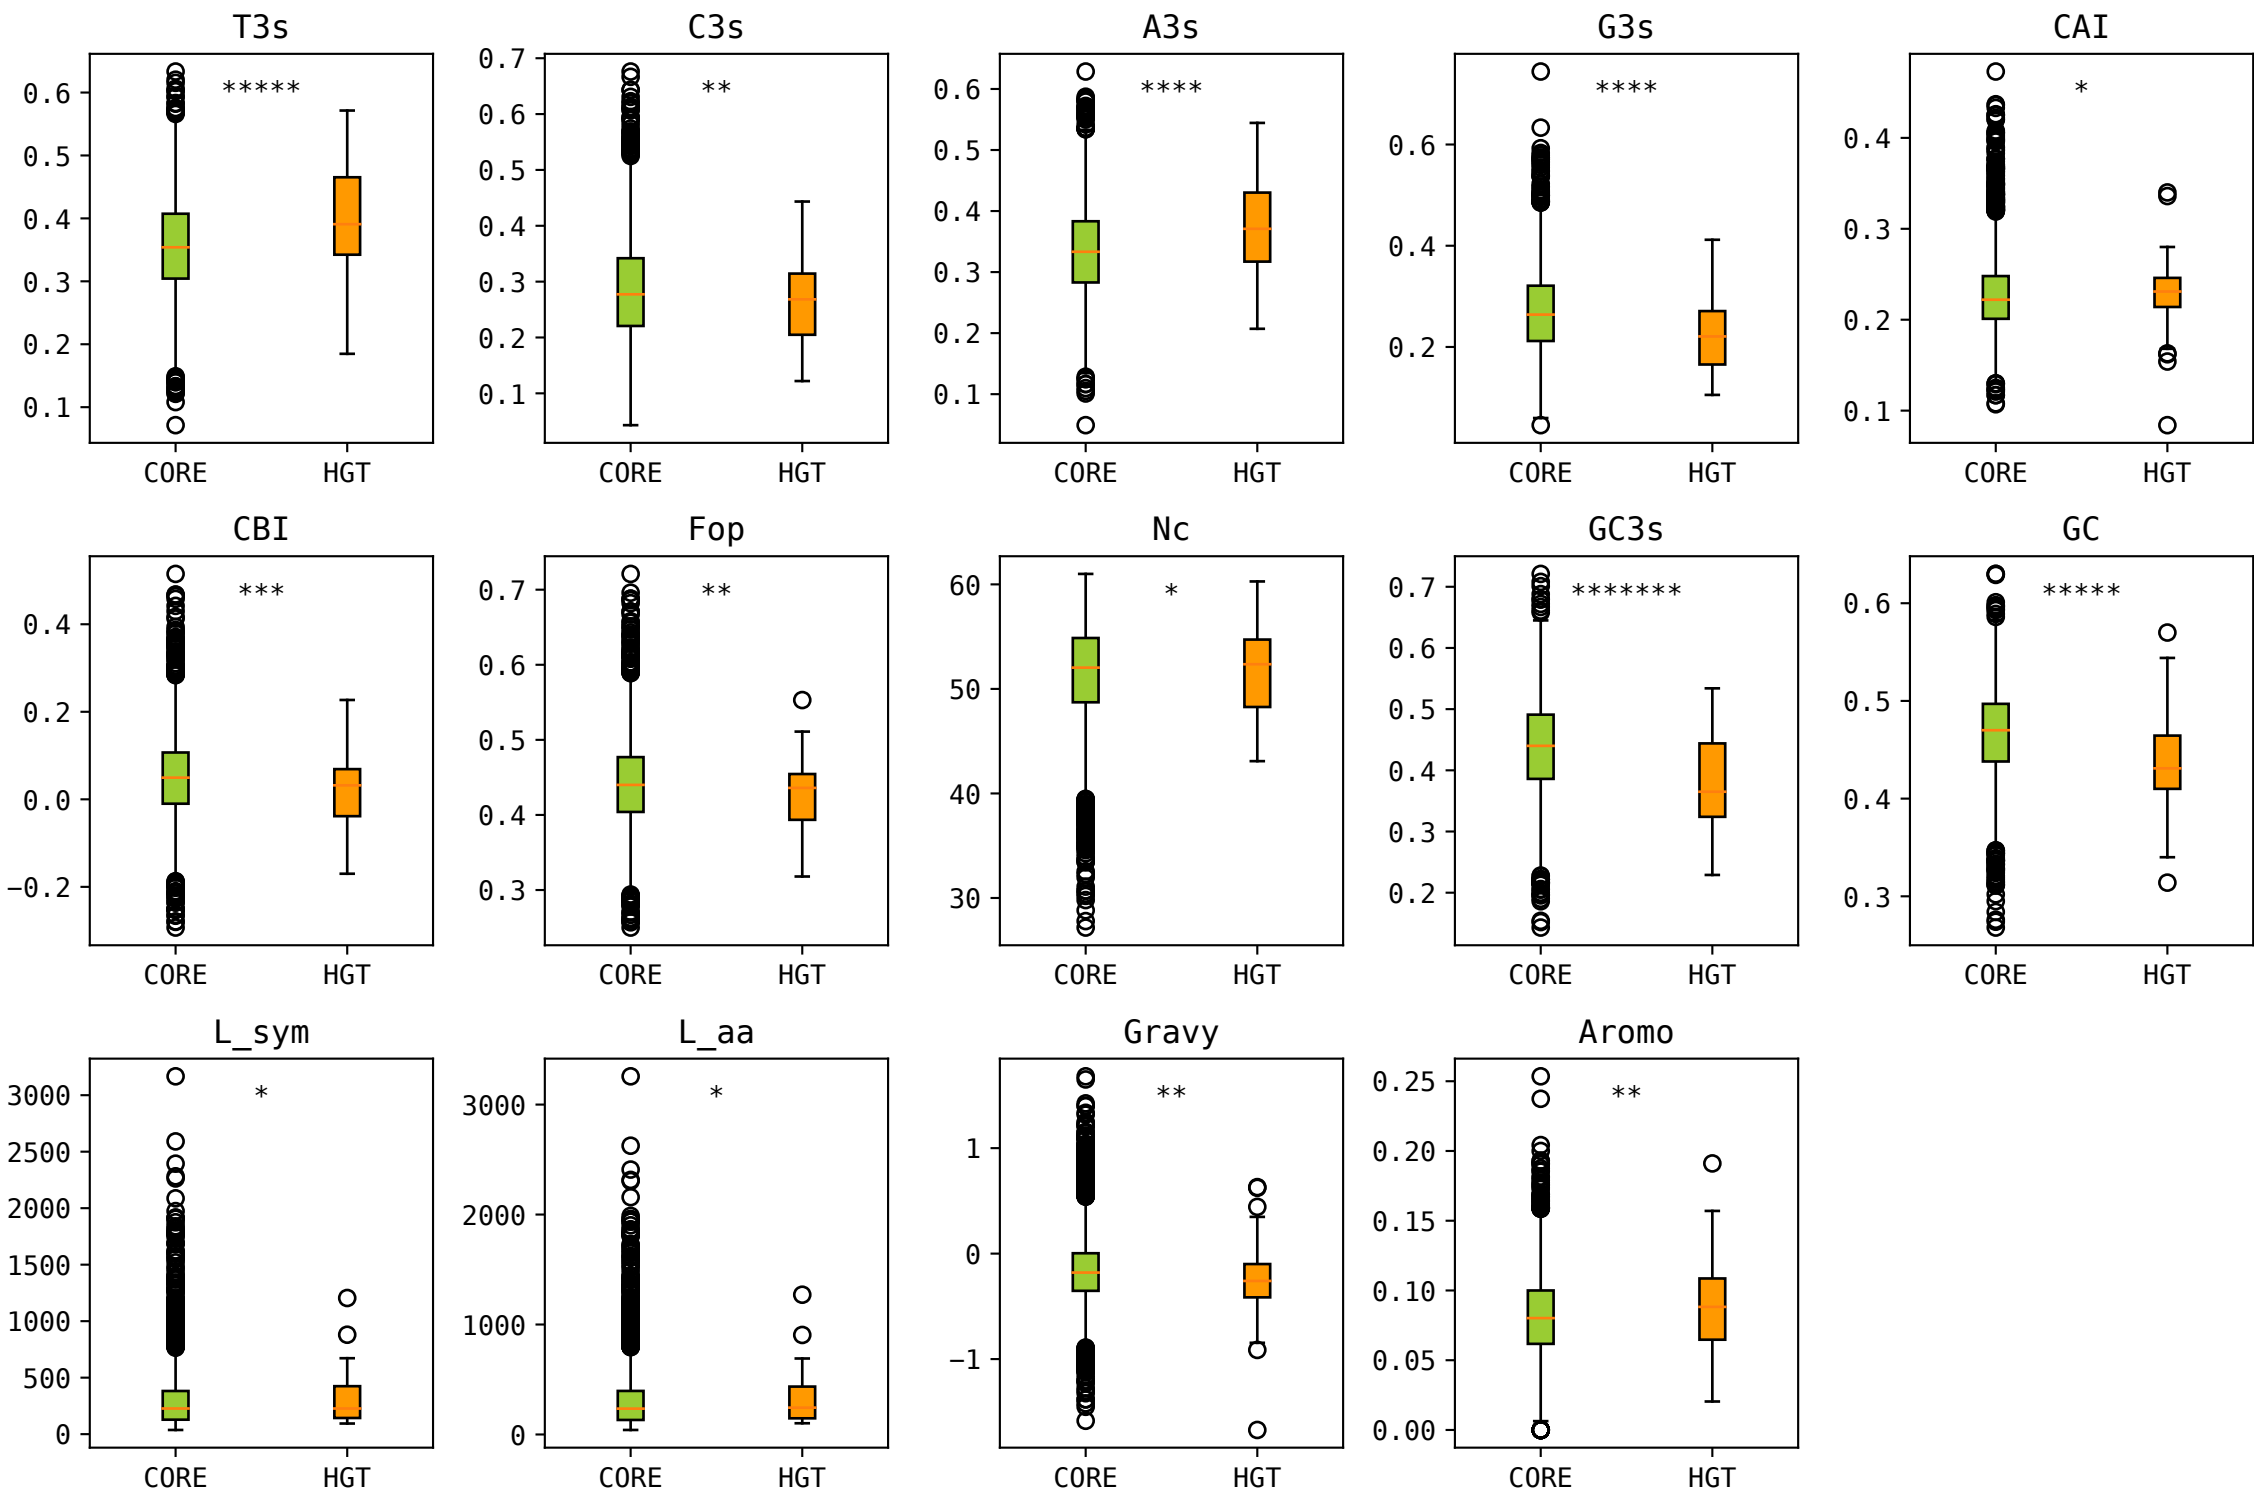 T3s C3s A3s G3s CAI
***** ** **** **** *
0.6 0.7 0.6 0.6 0.4
0.5 0.6 0.5 0.4 0.3
0.4 0.5 0.4 0.2 0.2
0.3 0.4 0.3 0.1
0.2 0.3 0.2
0.1 0.2 0.1
0.1
CORE HGT CORE HGT CORE HGT CORE HGT CORE HGT
CBI Fop Nc GC3s GC
*** ** * ******* *****
0.4 0.7 60 0.7 0.6
0.2 0.6 50 0.6 0.5
0.0 0.5 40 0.5 0.4
−0.2 0.4 30 0.4 0.3
0.3 0.3
0.2
CORE HGT CORE HGT CORE HGT CORE HGT CORE HGT
L_sym L_aa Gravy Aromo
* * ** **
3000 3000 1 0.25
2500 2000 0 0.20
2000 1000 −1 0.15
1500 0 0.10
1000 0.05
500 0.00
0
CORE HGT CORE HGT CORE HGT CORE HGT